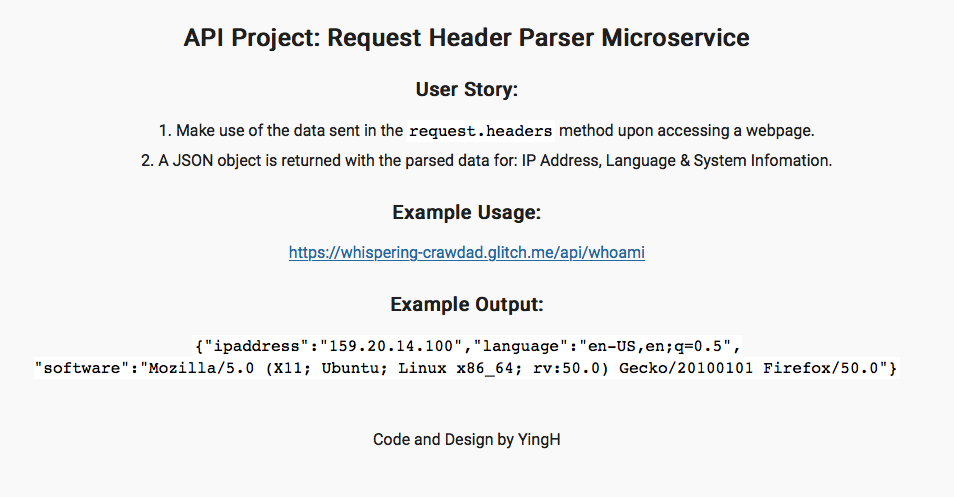 API Project: Request Header Parser Microservice
User Story:
1. Make use of the data sent in the request.headers method upon accessing a webpage.
2. A JSON object is returned with the parsed data for: IP Address, Language & System Infomation.
Example Usage:
https://whispering-crawdad.glitch.me/api/whoami
Example Output:
{"ipaddress":"159.20.14.100","language":"en-US,en;q=0.5",
"software":"Mozilla/5.0 (X11; Ubuntu; Linux x86_64; rv:50.0) Gecko/20100101 Firefox/50.0"}
Code and Design by YingH